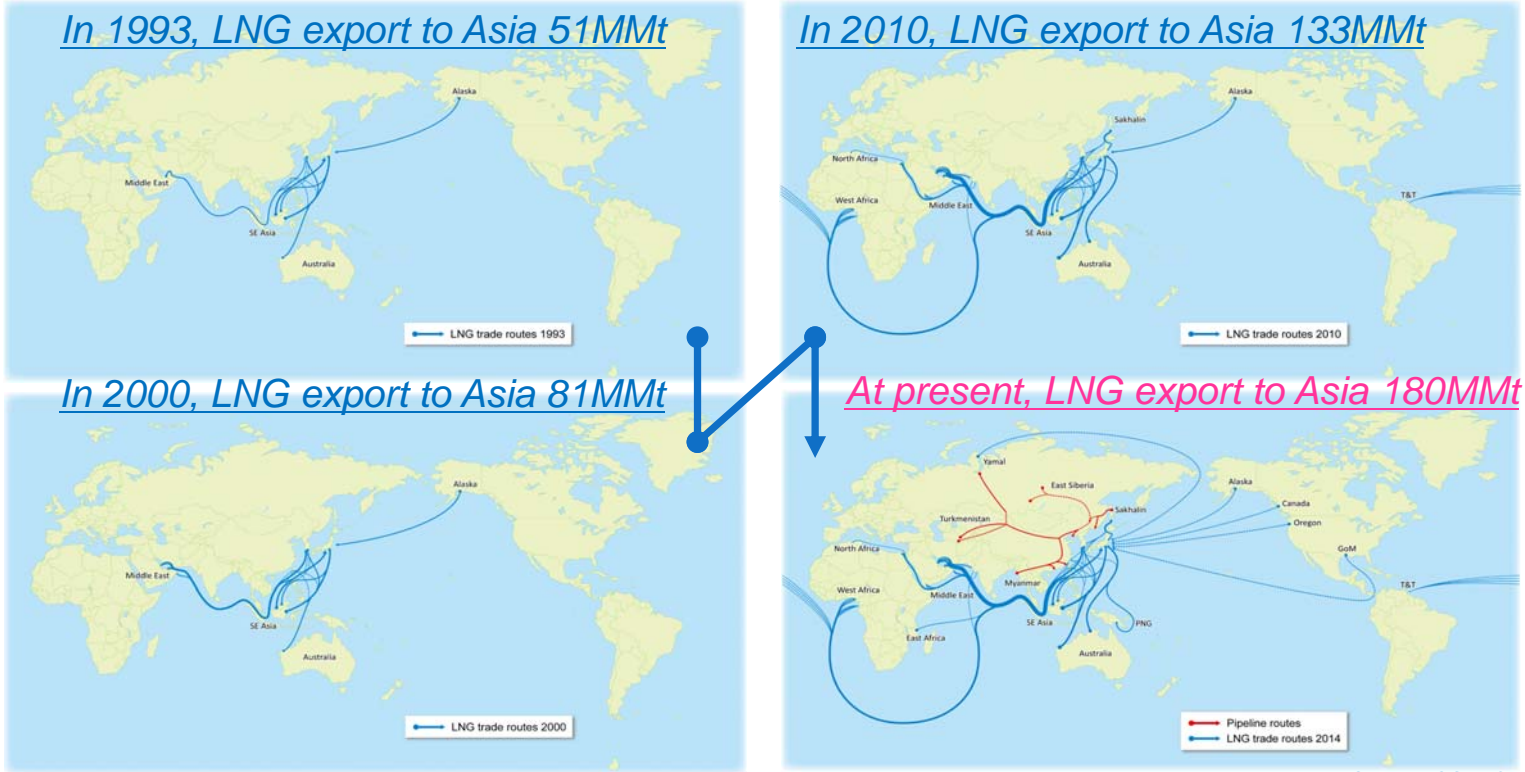 In 1993, LNG export to Asia 51MMt
Alaska
Middle East
SE Asia
Australia
LNG trade routes 1993
In 2000, LNG export to Asia 81MMt
Alaska
Middle East
SE Asia
Australia
LNG trade routes 2000
In 2010, LNG export to Asia 133MMt
Alaska
Sakhalin
North Africa
T&T
West Africa
Middle East
SE Asia
Australia
LNG trade routes 2010
At present, LNG export to Asia 180MMt
Yamal
East Siberia
Alaska
Canada
Sakhalin
Turkmenistan
Oregon
North Africa
GoM
Myanmar
T&T
West Africa
Middle East
SE Asia
PNG
East Africa
Australia
Pipeline routes
LNG trade routes 2014